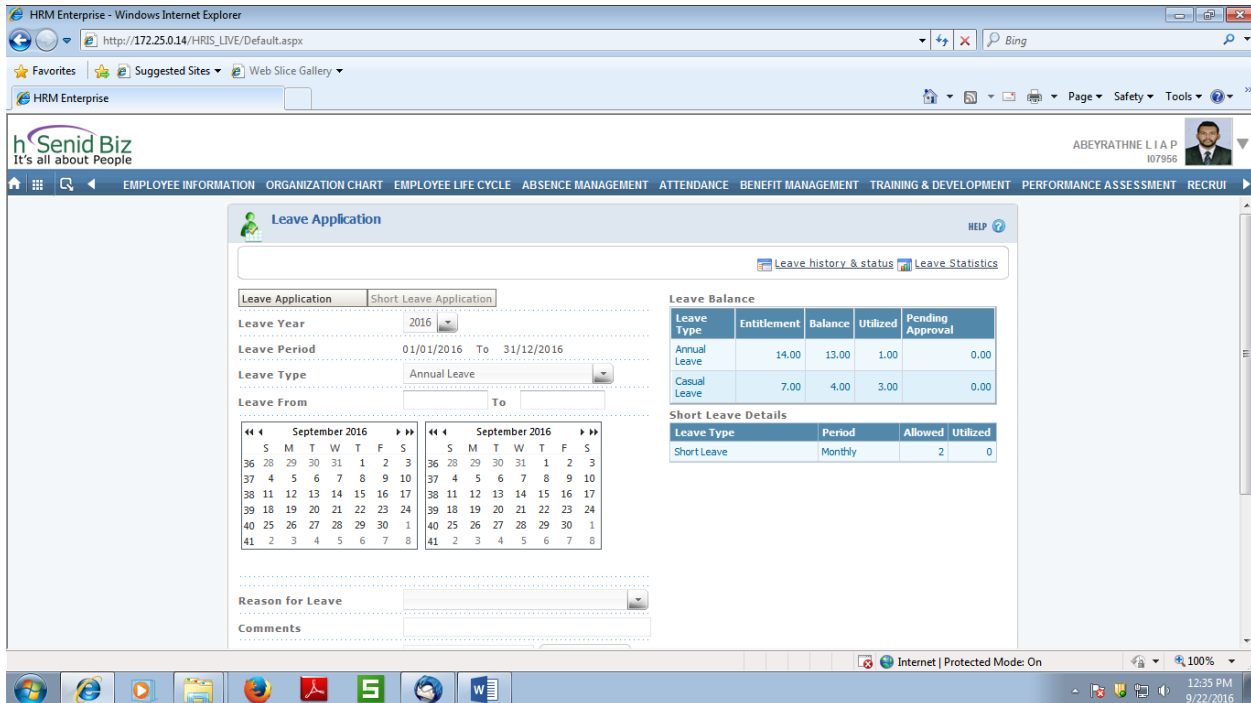 HRM Enterprise - Windows Internet Explorer
http://172.25.0.14/HRIS_LIVE/Default.aspx
Bing
Favorites Suggested Sites Web Slice Gallery
HRM Enterprise
Page Safety Tools
hSenid Biz
It's all about People
ABEYRATHNE L I A P
I07956
EMPLOYEE INFORMATION ORGANIZATION CHART EMPLOYEE LIFE CYCLE ABSENCE MANAGEMENT ATTENDANCE BENEFIT MANAGEMENT TRAINING & DEVELOPMENT PERFORMANCE ASSESSMENT RECRUI
Leave Application
HELP
Leave history & status Leave Statistics
Leave Application Short Leave Application
Leave Year 2016
Leave Period 01/01/2016 To 31/12/2016
Leave Type Annual Leave
Leave From To
September 2016 September 2016
S M T W T F S S M T W T F S
36 28 29 30 31 1 2 3 36 28 29 30 31 1 2 3
37 4 5 6 7 8 9 10 37 4 5 6 7 8 9 10
38 11 12 13 14 15 16 17 38 11 12 13 14 15 16 17
39 18 19 20 21 22 23 24 39 18 19 20 21 22 23 24
40 25 26 27 28 29 30 1 40 25 26 27 28 29 30 1
41 2 3 4 5 6 7 8 41 2 3 4 5 6 7 8
Reason for Leave
Comments
Leave Balance
Leave Type Entitlement Balance Utilized Pending Approval
Annual Leave 14.00 13.00 1.00 0.00
Casual Leave 7.00 4.00 3.00 0.00
Short Leave Details
Leave Type Period Allowed Utilized
Short Leave Monthly 2 0
Internet | Protected Mode: On 100%
12:35 PM
9/22/2016